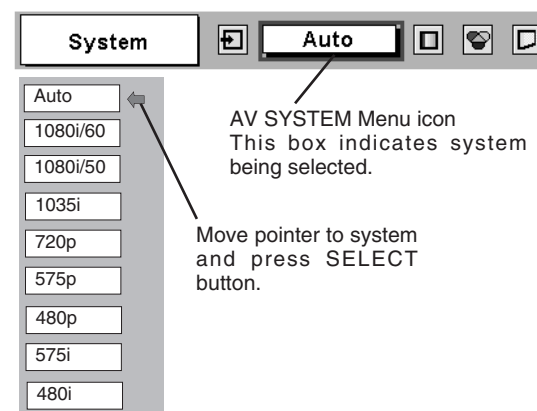 System
Auto
Auto
1080i/60
1080i/50
1035i
720p
575p
480p
575i
480i
AV SYSTEM Menu icon
This box indicates system
being selected.
Move pointer to system
and press SELECT
button.